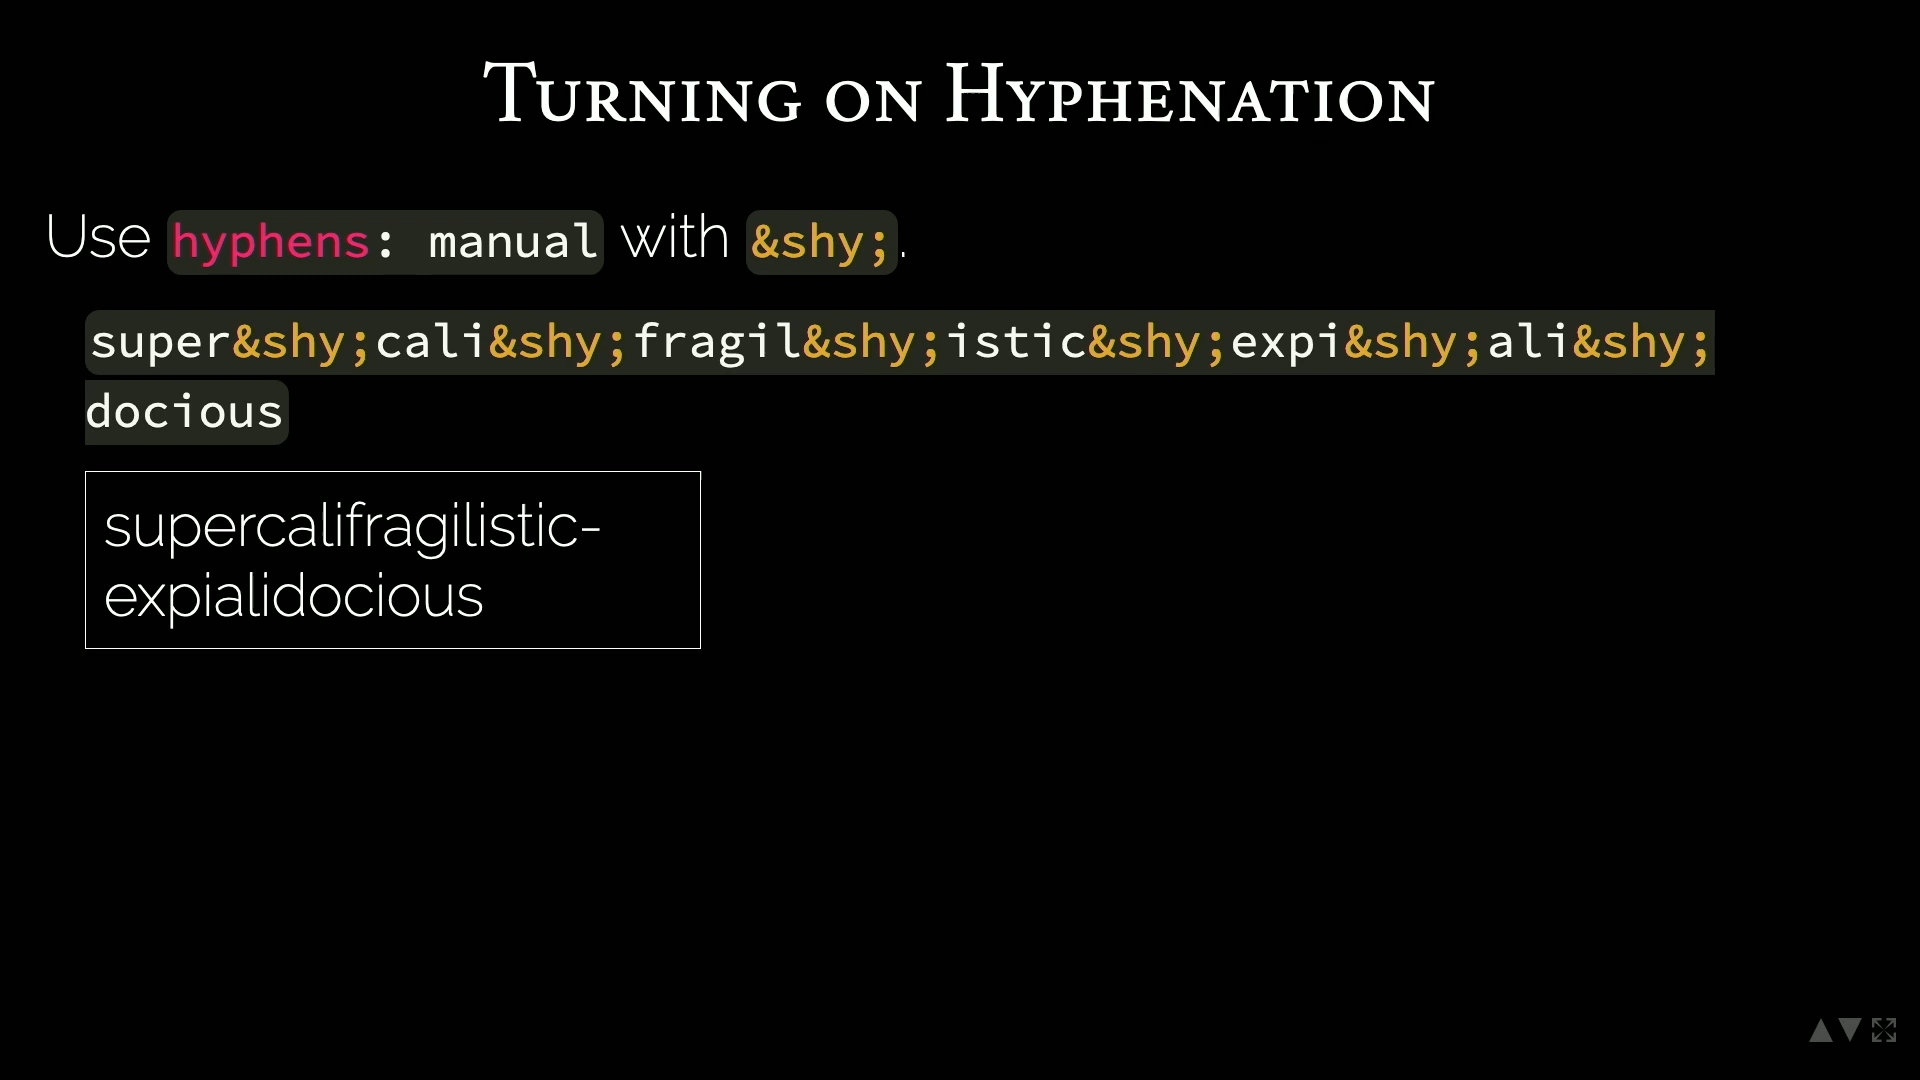 Turning on Hyphenation
Use hyphens: manual with &shy;.
super&shy;cali&shy;fragil&shy;istic&shy;expi&shy;ali&shy;
docious
supercalifragilistic-
expialidocious